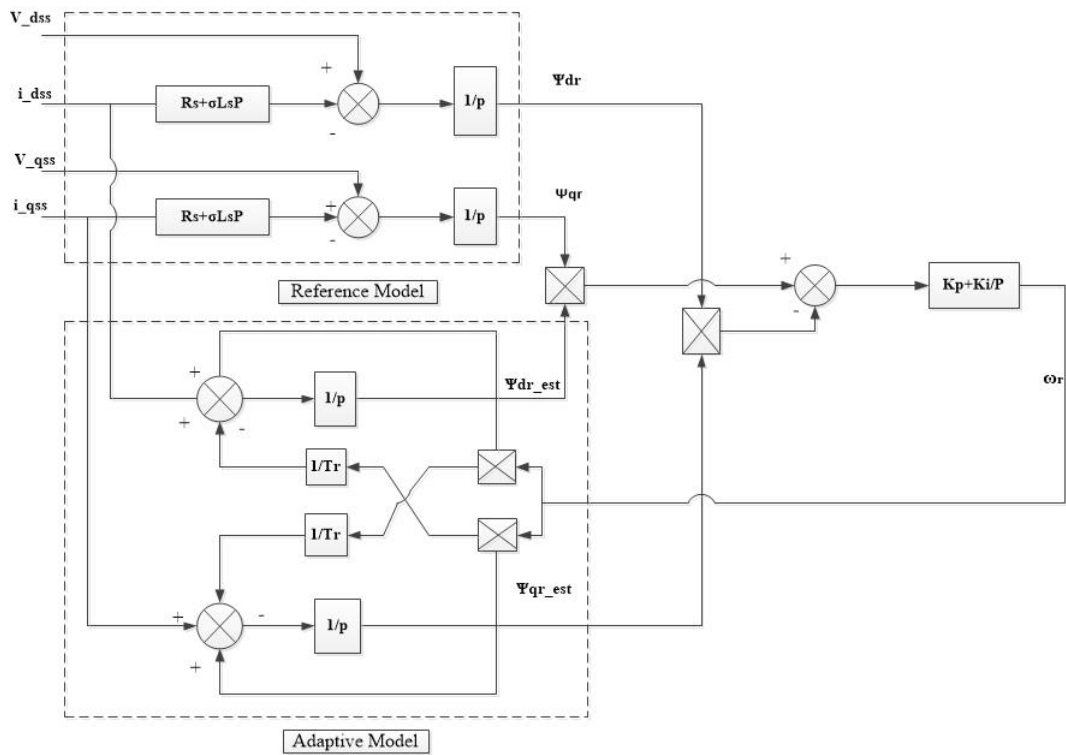 V_dss
+
Ψdr
i_dss
Rs+σLsP
1/p
-
V_qss
Ψqr
i_qss
Rs+σLsP
+
1/p
-
Reference Model
+
-
Kp+Ki/P
ωr
+
+
-
1/p
Ψdr_est
1/Tr
1/Tr
Ψqr_est
+
-
1/p
+
Adaptive Model